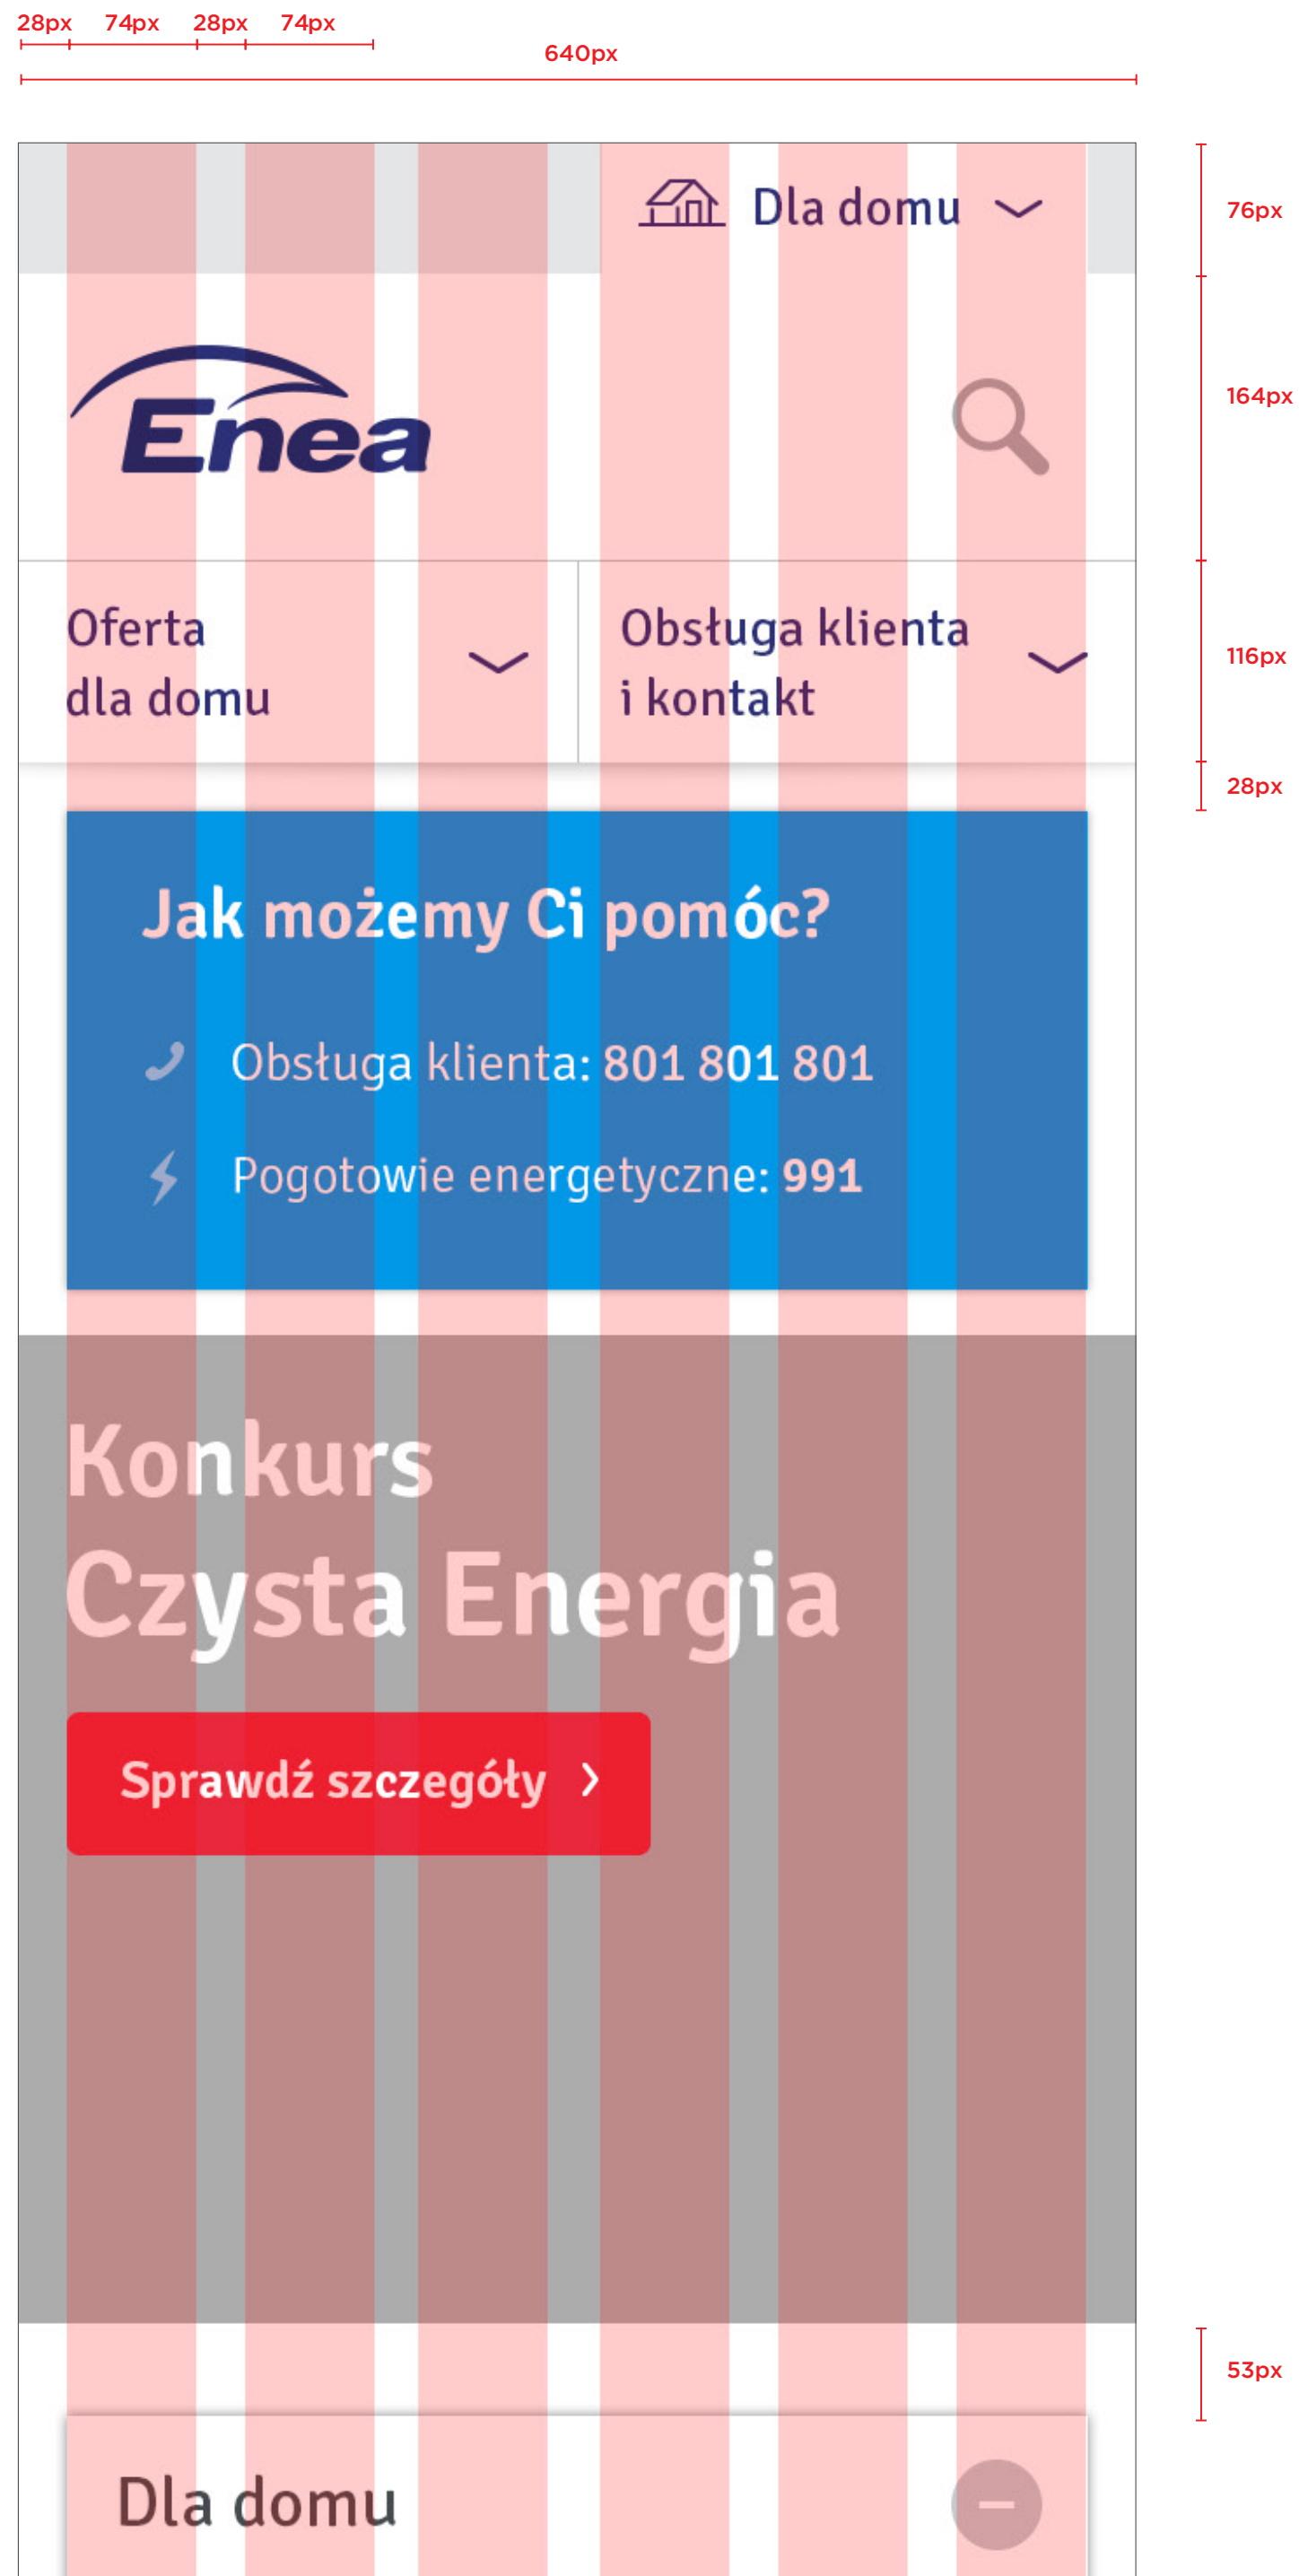 28px 74px 28px 74px
640px
Dla domu
76px
Enea
164px
Oferta
dla domu
Obsługa klienta
i kontakt
116px
28px
Jak możemy Ci pomóc?
Obsługa klienta: 801 801 801
Pogotowie energetyczne: 991
Konkurs
Czysta Energia
Sprawdź szczegóły
53px
Dla domu